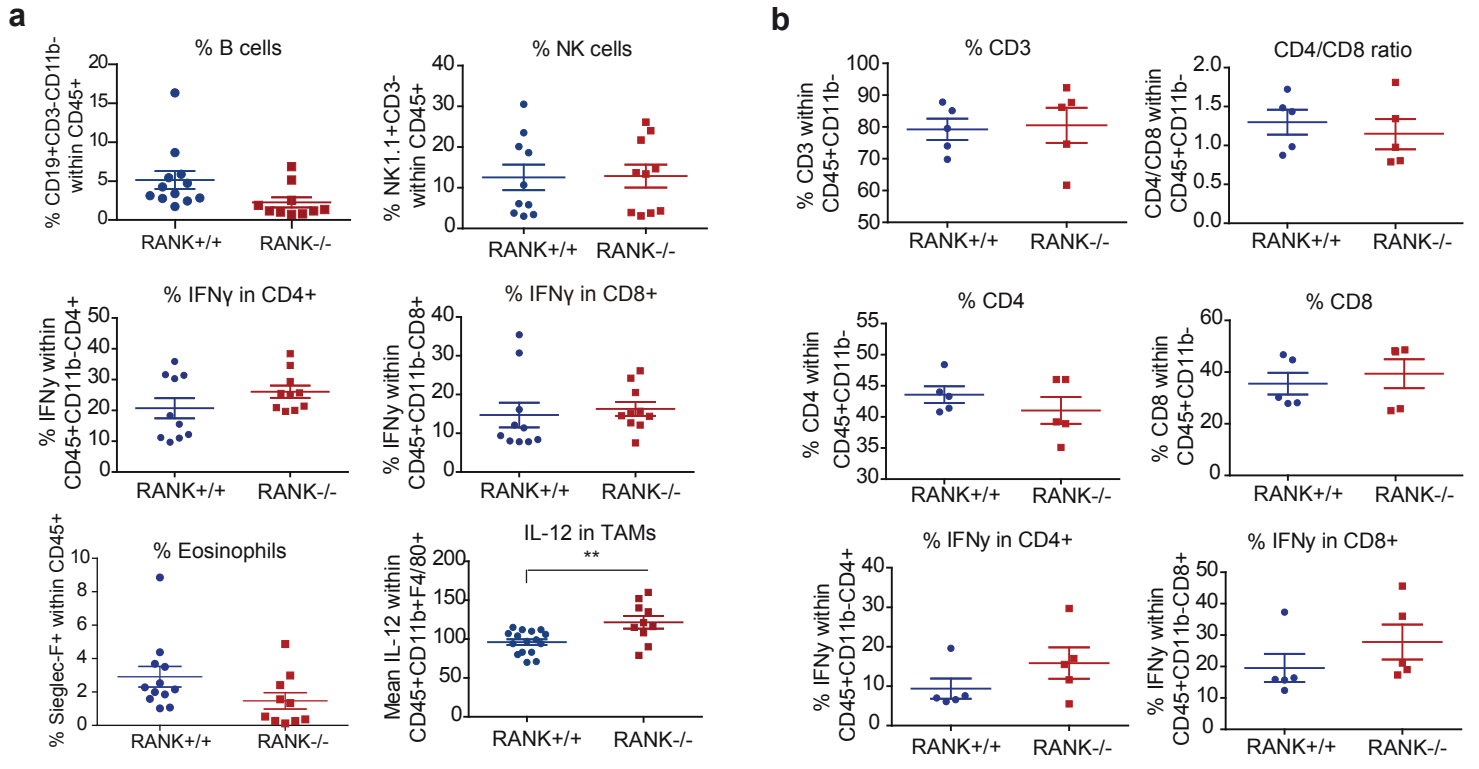 a
% B cells
% CD19+CD3-CD11b-
within CD45+
20
15
10
5
0
RANK+/+
RANK-/-
% NK cells
% NK1.1+CD3-
within CD45+
40
30
20
10
0
RANK+/+
RANK-/-
% IFNγ in CD4+
% IFNy within
CD45+CD11b-CD4+
50
40
30
20
10
0
RANK+/+
RANK-/-
% IFNγ in CD8+
% IFNy within
CD45+CD11b-CD8+
40
30
20
10
0
RANK+/+
RANK-/-
% Eosinophils
% Sieglec-F+ within CD45+
10
8
6
4
2
0
RANK+/+
RANK-/-
IL-12 in TAMs
**
Mean IL-12 within
CD45+CD11b+F4/80+
200
150
100
50
0
RANK+/+
RANK-/-
b
% CD3
% CD3 within
CD45+CD11b-
100
90
80
70
60
50
RANK+/+
RANK-/-
CD4/CD8 ratio
CD4/CD8 within
CD45+CD11b-
2.0
1.5
1.0
0.5
0.0
RANK+/+
RANK-/-
% CD4
% CD4 within
CD45+CD11b-
55
50
45
40
35
30
RANK+/+
RANK-/-
% CD8
% CD8 within
CD45+CD11b-
60
40
20
0
RANK+/+
RANK-/-
% IFNy in CD4+
% IFNy within
CD45+CD11b-CD4+
40
30
20
10
0
RANK+/+
RANK-/-
% IFNy in CD8+
% IFNy within
CD45+CD11b-CD8+
50
40
30
20
10
0
RANK+/+
RANK-/-